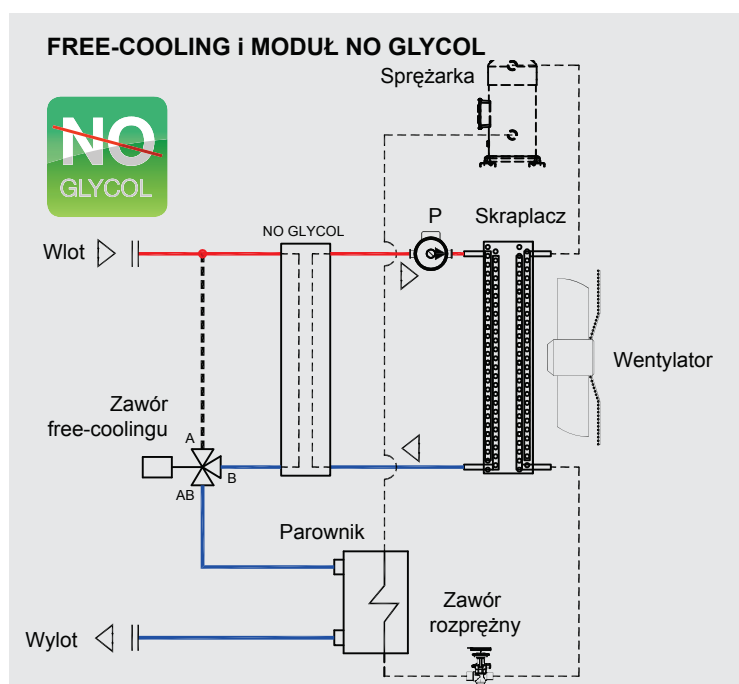 FREE-COOLING i MODUŁ NO GLYCOL
Sprężarka
NO
GLYCOL
P
Skraplacz
NO GLYCOL
Wlot
Wentylator
Zawór
free-coolingu
A
B
AB
Parownik
Zawór
rozprężny
Wylot